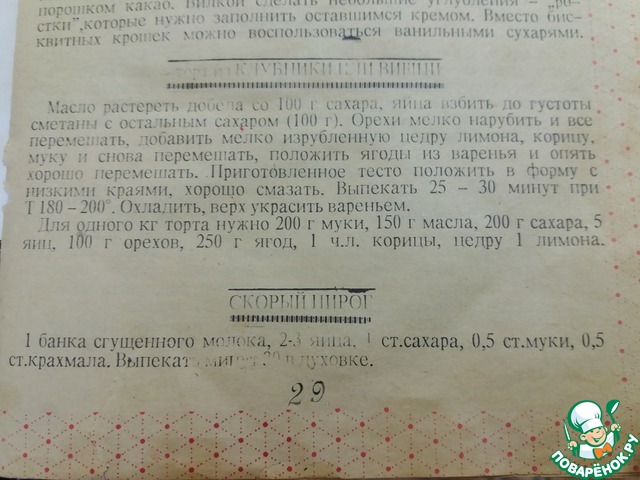 порошком какао. Вилкой сделать небольшие углубления – „ро-
стки",которые нужно заполнить оставшимся кремом. Вместо бис-
квитных крошек можно воспользоваться ванильными сухарями.
КЛУБНИКИ ИЛИ ВИШНИ
Масло растереть добела со 100 г сахара, яйца взбить до густоты
сметаны с остальным сахаром (100 г). Орехи мелко нарубить и все
перемешать, добавить мелко изрубленную цедру лимона, корицу,
муку и снова перемешать, положить ягоды из варенья и опять
хорошо перемешать. Приготовленное тесто положить в форму с
низкими краями, хорошо смазать. Выпекать 25 – 30 минут при
Т 180 – 200°. Охладить, верх украсить вареньем.
Для одного кг торта нужно 200 г муки, 150 г масла, 200 г сахара, 5
яиц, 100 г орехов, 250 г ягод, 1 ч.л. корицы, цедру 1 лимона.
СКОРЫЙ ПИРОГ
1 банка сгущенного молока, 2-3 яйца, 1 ст.сахара, 0,5 ст.муки, 0,5
ст.крахмала. Выпекать минут 30 в духовке.
29
ПОВАРЁНОК.РУ